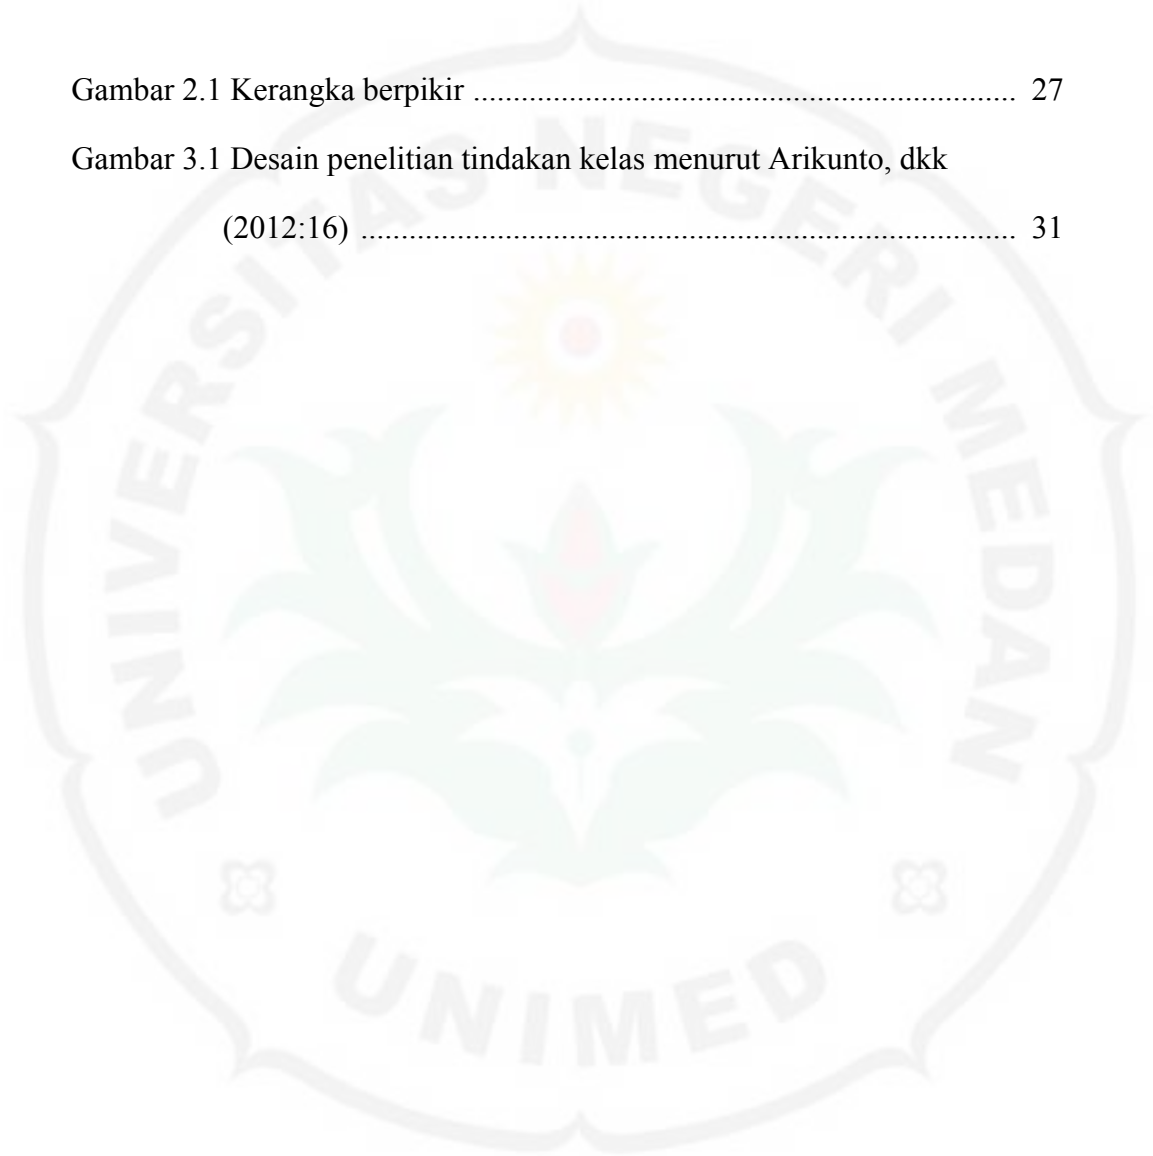 Gambar 2.1 Kerangka berpikir .................................................................... 27
Gambar 3.1 Desain penelitian tindakan kelas menurut Arikunto, dkk
(2012:16) .................................................................................. 31
UNIVERSITAS NEGERI MEDAN
UNIMED